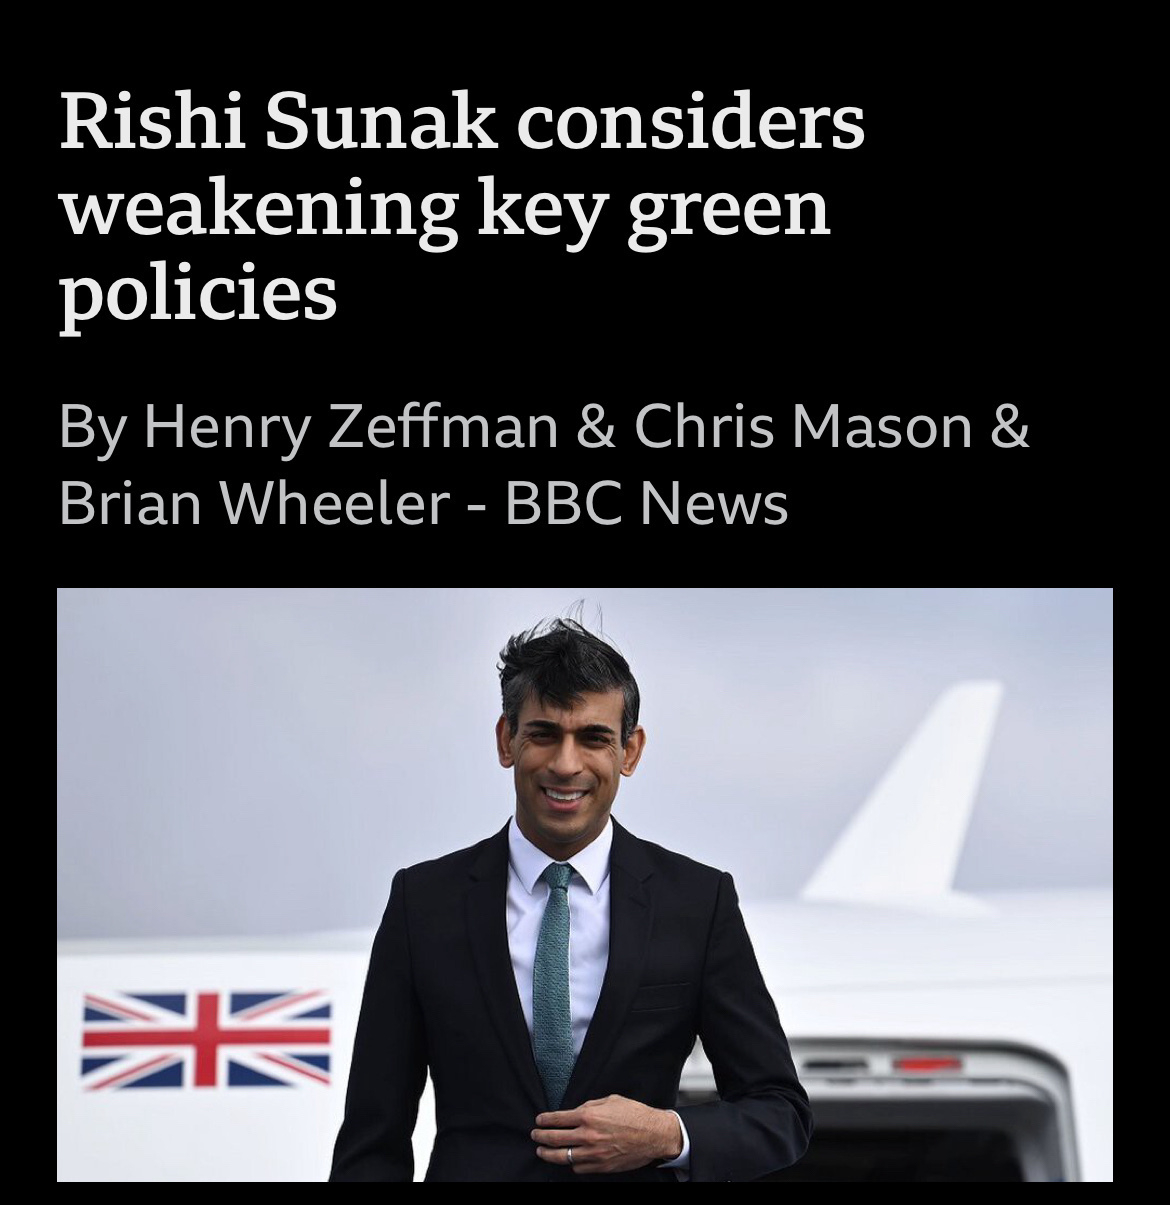 Rishi Sunak considers
weakening key green
policies
By Henry Zeffman & Chris Mason &
Brian Wheeler - BBC News